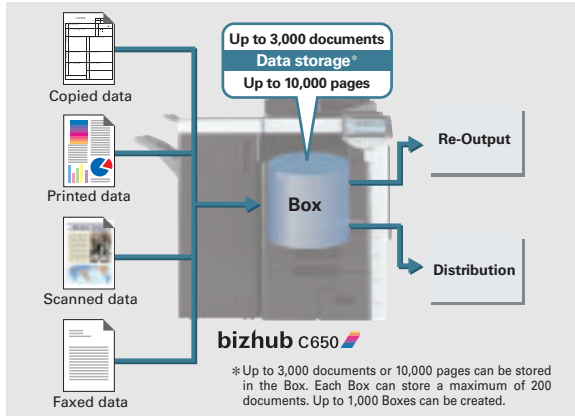 Up to 3,000 documents
Data storage*
Up to 10,000 pages
Copied data
Printed data
Scanned data
Faxed data
Box
Re-Output
Distribution
bizhub C650
*Up to 3,000 documents or 10,000 pages can be stored
in the Box. Each Box can store a maximum of 200
documents. Up to 1,000 Boxes can be created.